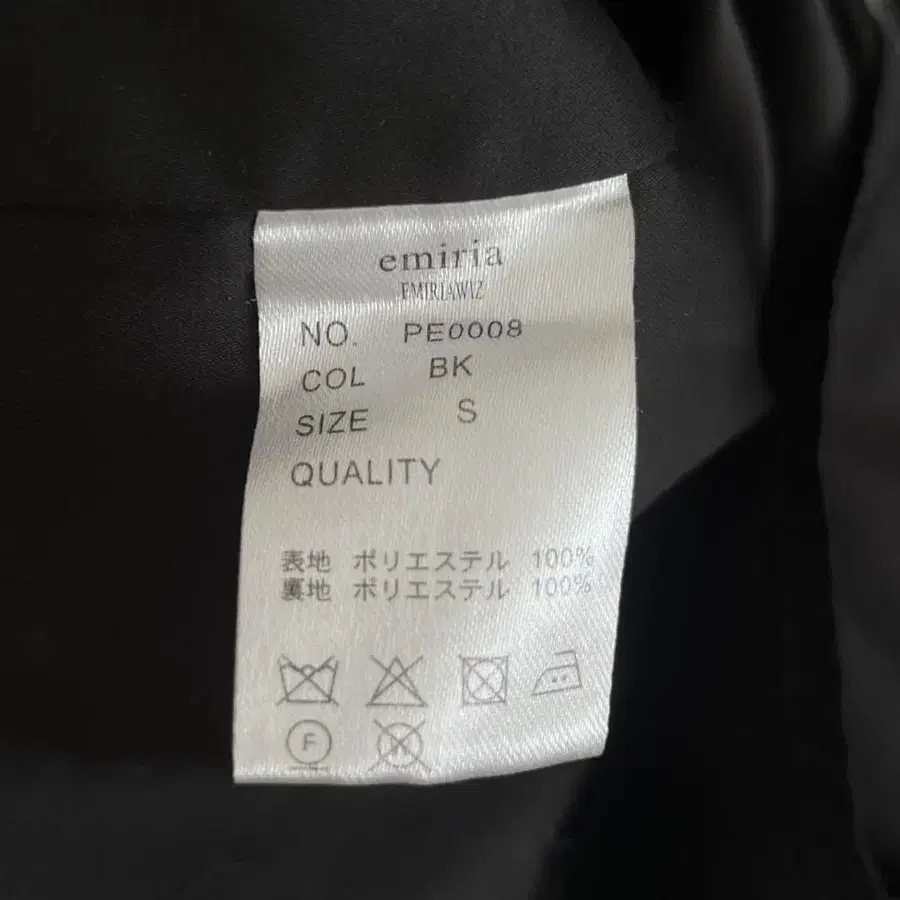 emiria
EMIRIAWIZ
NO. PE0008
COL BK
SIZE S
QUALITY
表地 ポリエステル 100%
裏地 ポリエステル 100%
F